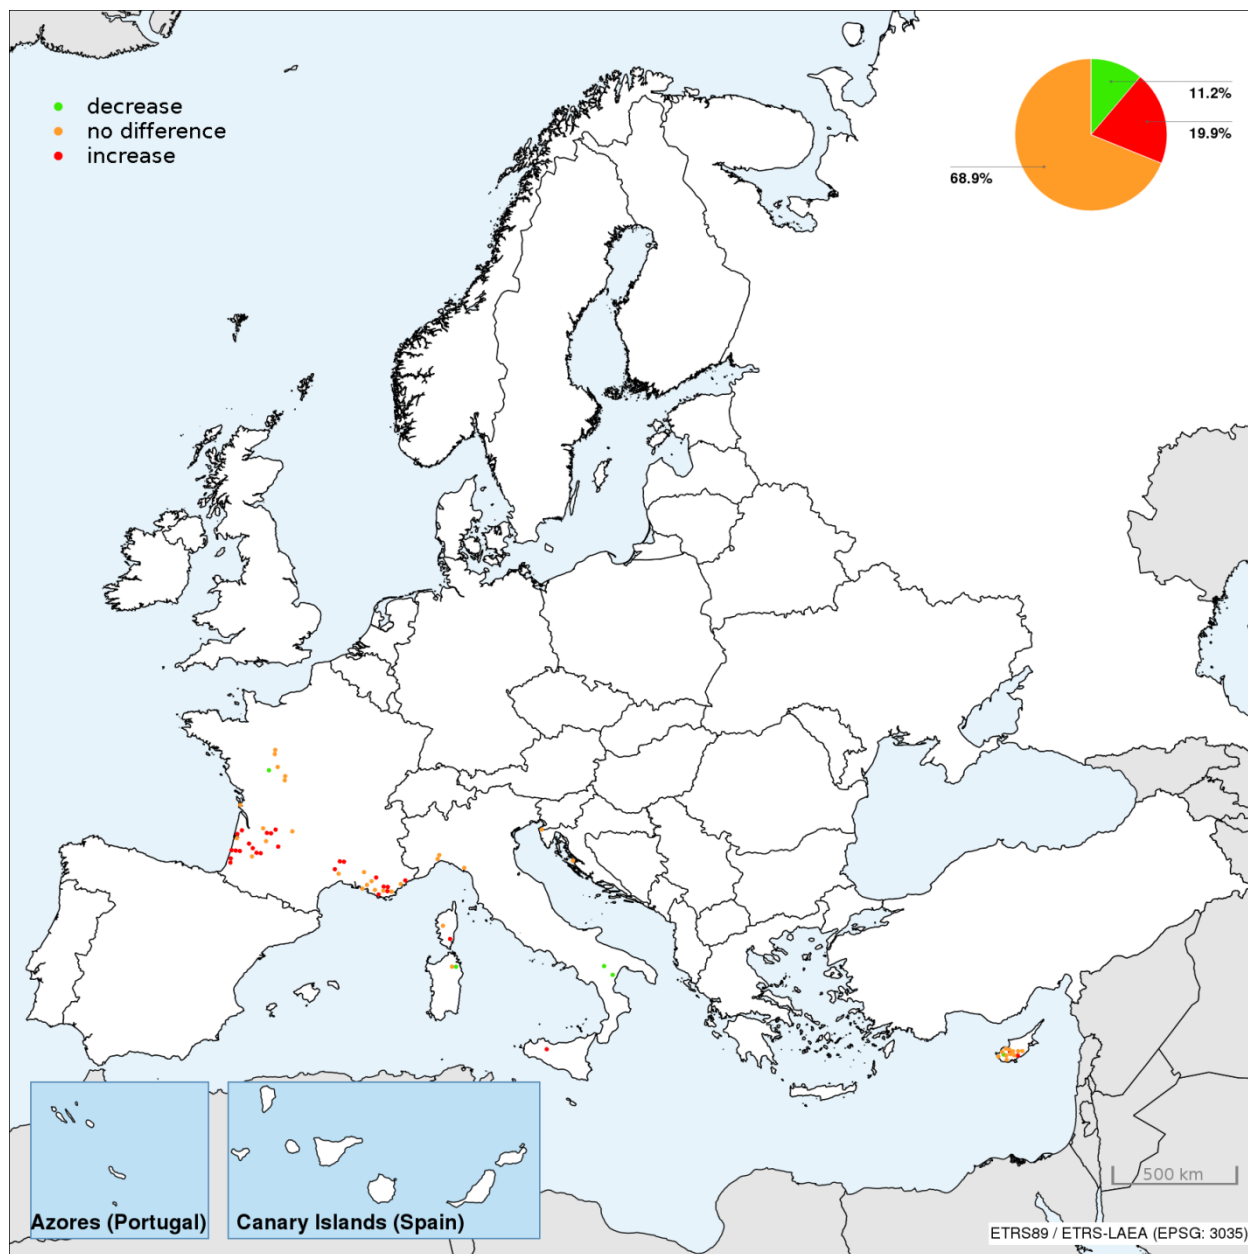 decrease
no difference
increase
11.2%
19.9%
68.9%
500 km
Azores (Portugal)
Canary Islands (Spain)
ETRS89 / ETRS-LAEA (EPSG: 3035)